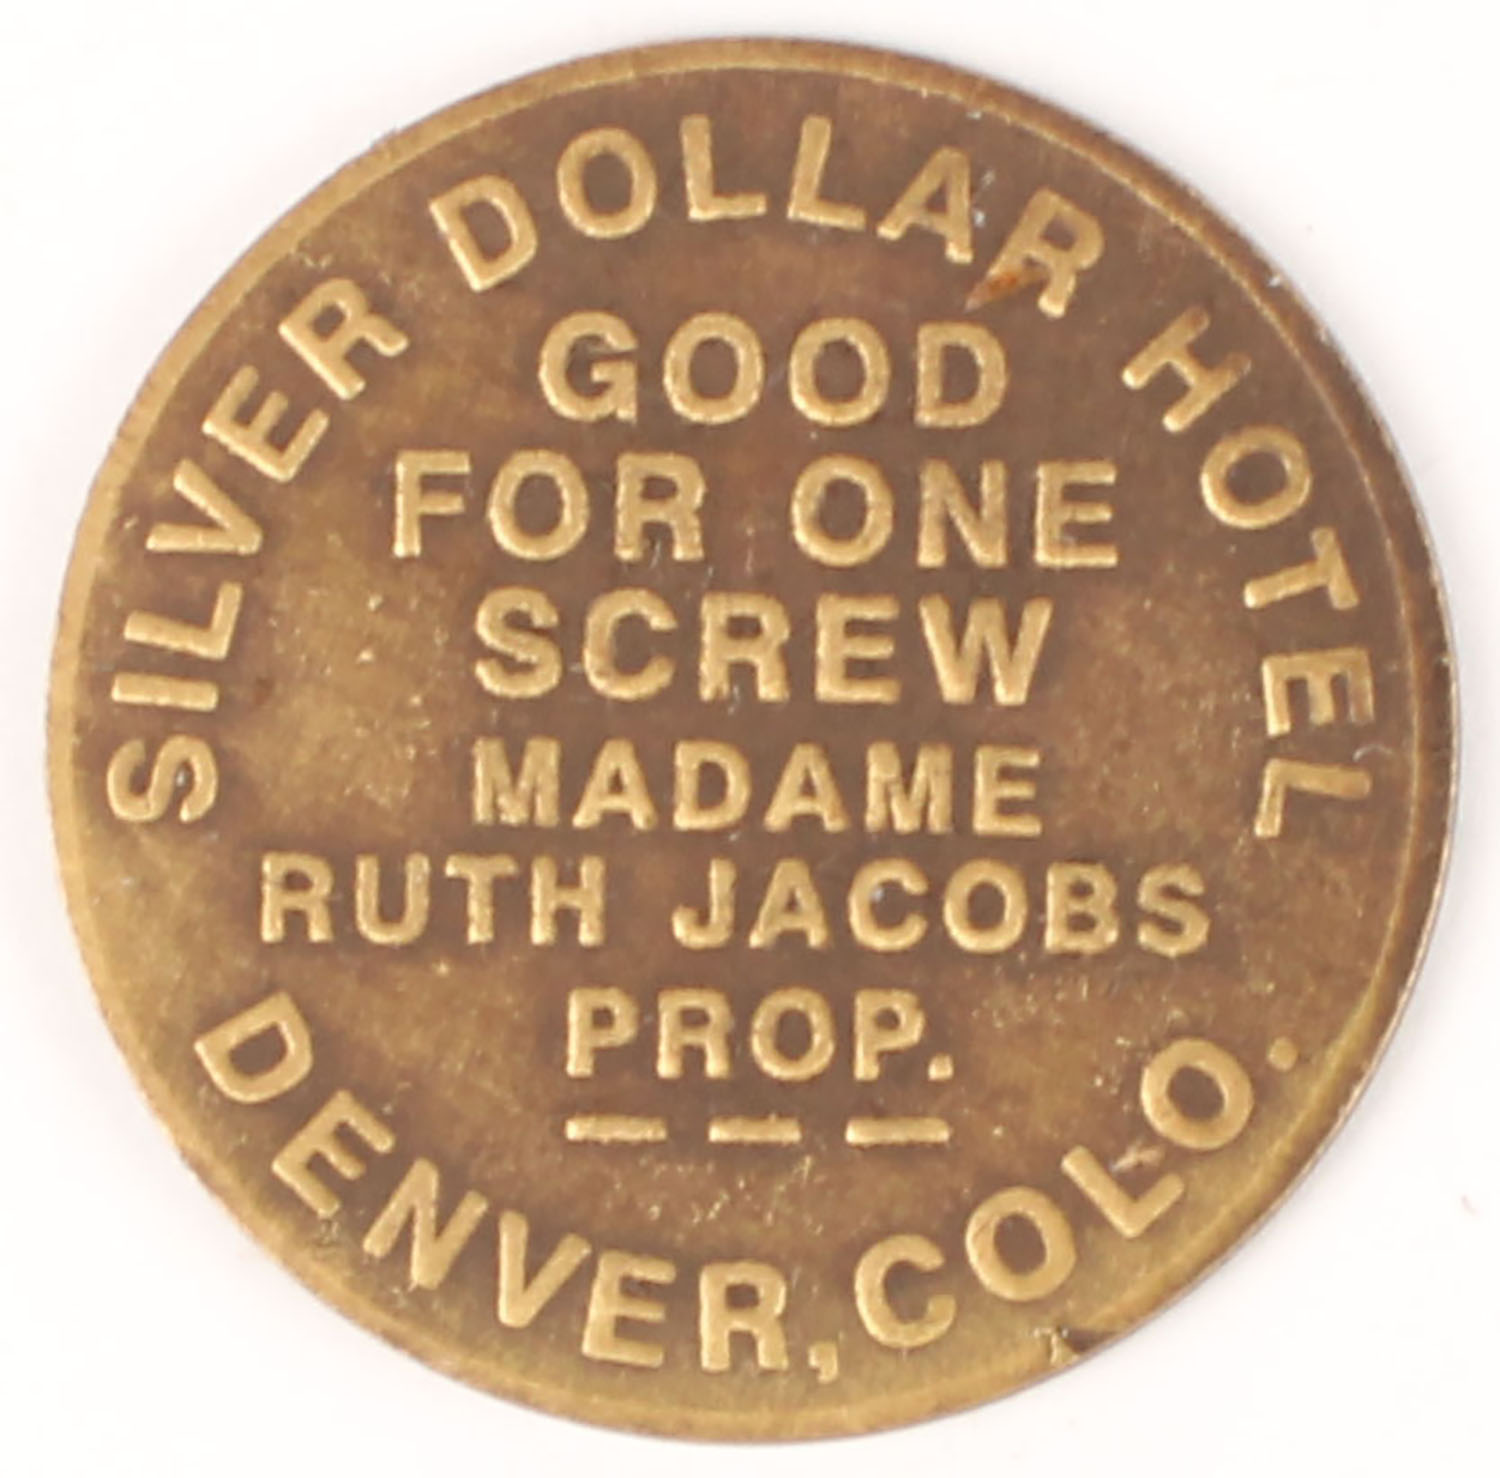 SILVER DOLLAR HOTEL
GOOD
FOR ONE
SCREW
MADAME
RUTH JACOBS
PROP.
– – –
DENVER, COLO.